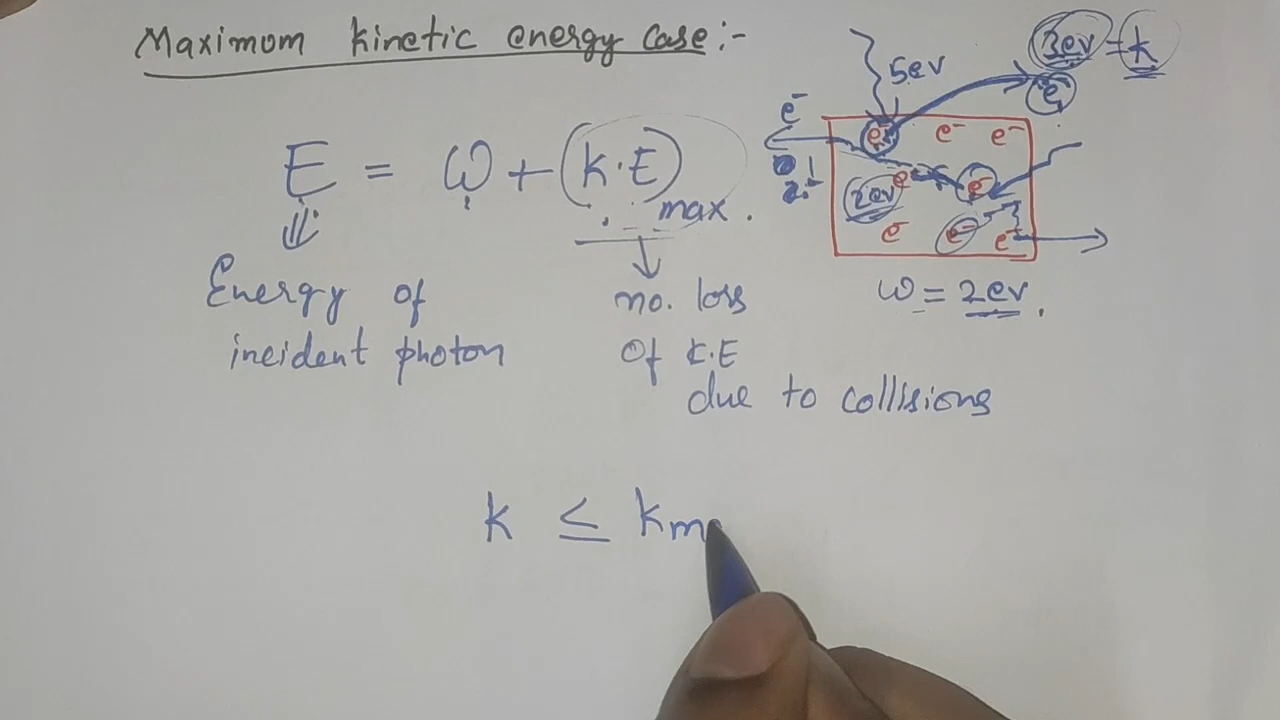 Maximum kinetic energy case:-
3ev = k
5ev
e-
e-
e- e- e-
E = ω + (k.E)max.
2ev e- e-
e- e- e-
Energy of
incident photon
no. loss
of K.E
due to collisions
ω = 2ev.
k ≤ km